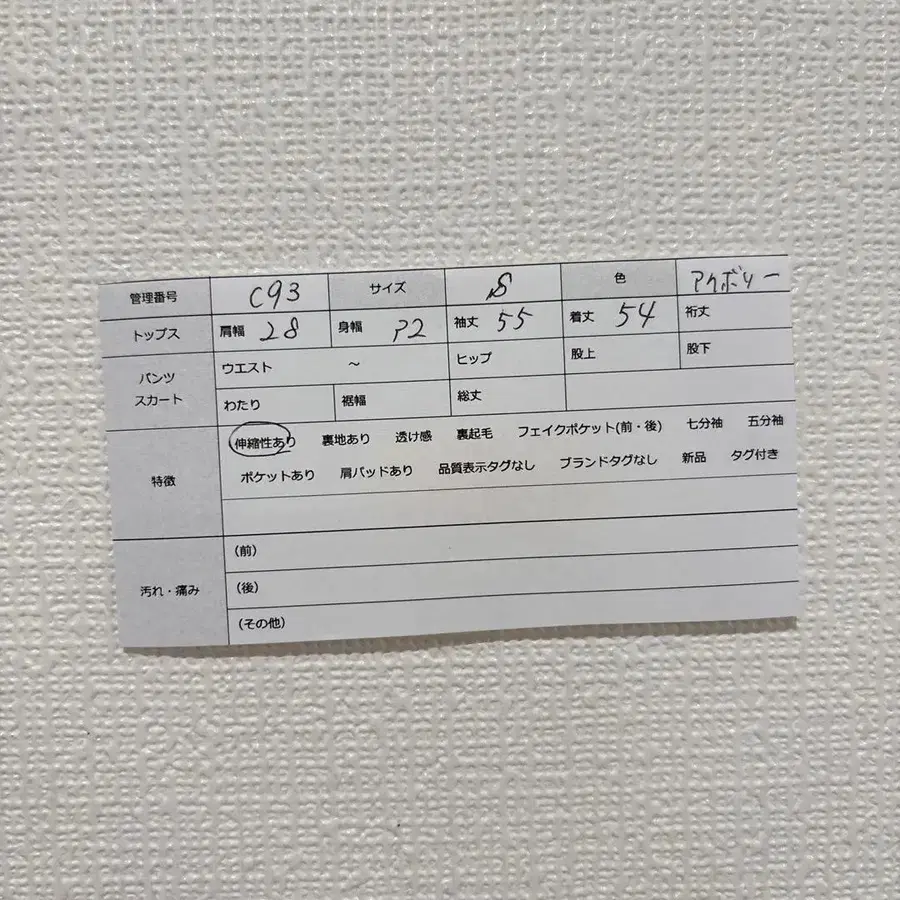 管理番号 C93 サイズ S 色 アイボリー
トップス 肩幅 28 身幅 袖丈 55 着丈 54 裄丈
パンツ スカート ウエスト ～ ヒップ 股上 股下
わたり 裾幅 総丈
特徴 伸縮性あり 裏地あり 透け感 裏起毛 フェイクポケット(前・後) 七分袖 五分袖
ポケットあり 肩パッドあり 品質表示タグなし ブランドタグなし 新品 タグ付き
汚れ・痛み (前)
(後)
(その他)